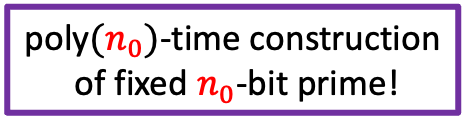 poly(n₀)-time construction
of fixed n₀-bit prime!